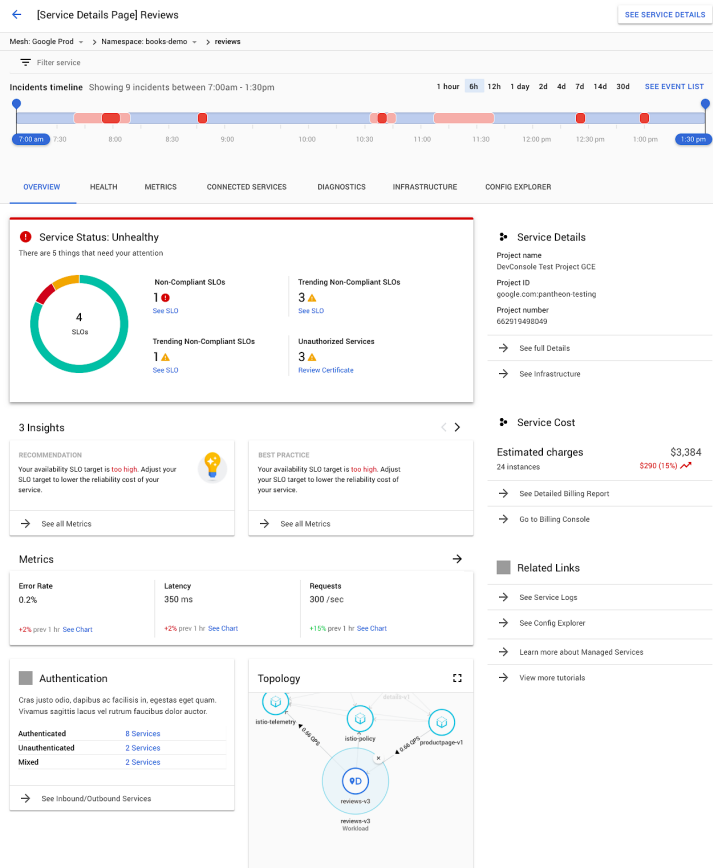 [Service Details Page] Reviews
SEE SERVICE DETAILS
Mesh: Google Prod
Namespace: books-demo
reviews
Filter service
Incidents timeline Showing 9 incidents between 7:00am - 1:30pm
1 hour 6h 12h 1 day 2d 4d 7d 14d 30d
SEE EVENT LIST
7:00 am 7:30 8:00 8:30 9:00 10:00 10:30 11:00 11:30 12:00 pm 12:30 pm 1:00 pm 1:30 pm
OVERVIEW HEALTH METRICS CONNECTED SERVICES DIAGNOSTICS INFRASTRUCTURE CONFIG EXPLORER
Service Status: Unhealthy
There are 5 things that need your attention
4
SLOs
Non-Compliant SLOs
1
See SLO
Trending Non-Compliant SLOs
3
See SLO
Trending Non-Compliant SLOs
1
See SLO
Unauthorized Services
3
Review Certificate
3 Insights
RECOMMENDATION
Your availability SLO target is too high. Adjust your
SLO target to lower the reliability cost of your
service.
See all Metrics
BEST PRACTICE
Your availability SLO target is too high. Adjust
your SLO target to lower the reliability cost of
your service.
See all Metrics
Metrics
Error Rate
0.2%
+2% prev 1 hr See Chart
Latency
350 ms
+2% prev 1 hr See Chart
Requests
300 /sec
+15% prev 1 hr See Chart
Authentication
Cras justo odio, dapibus ac facilisis in, egestas eget quam.
Vivamus sagittis lacus vel rutrum faucibus dolor auctor.
Authenticated 8 Services
Unauthenticated 2 Services
Mixed 2 Services
See Inbound/Outbound Services
Topology
details-v1
istio-telemetry
istio-policy
productpage-v1
0.66 QPS
0.66 QPS
D
reviews-v3
reviews-v3
Workload
Service Details
Project name
DevConsole Test Project GCE
Project ID
google.com:pantheon-testing
Project number
662919498049
See full Details
See Infrastructure
Service Cost
Estimated charges $3,384
24 instances $290 (15%)
See Detailed Billing Report
Go to Billing Console
Related Links
See Service Logs
See Config Explorer
Learn more about Managed Services
View more tutorials